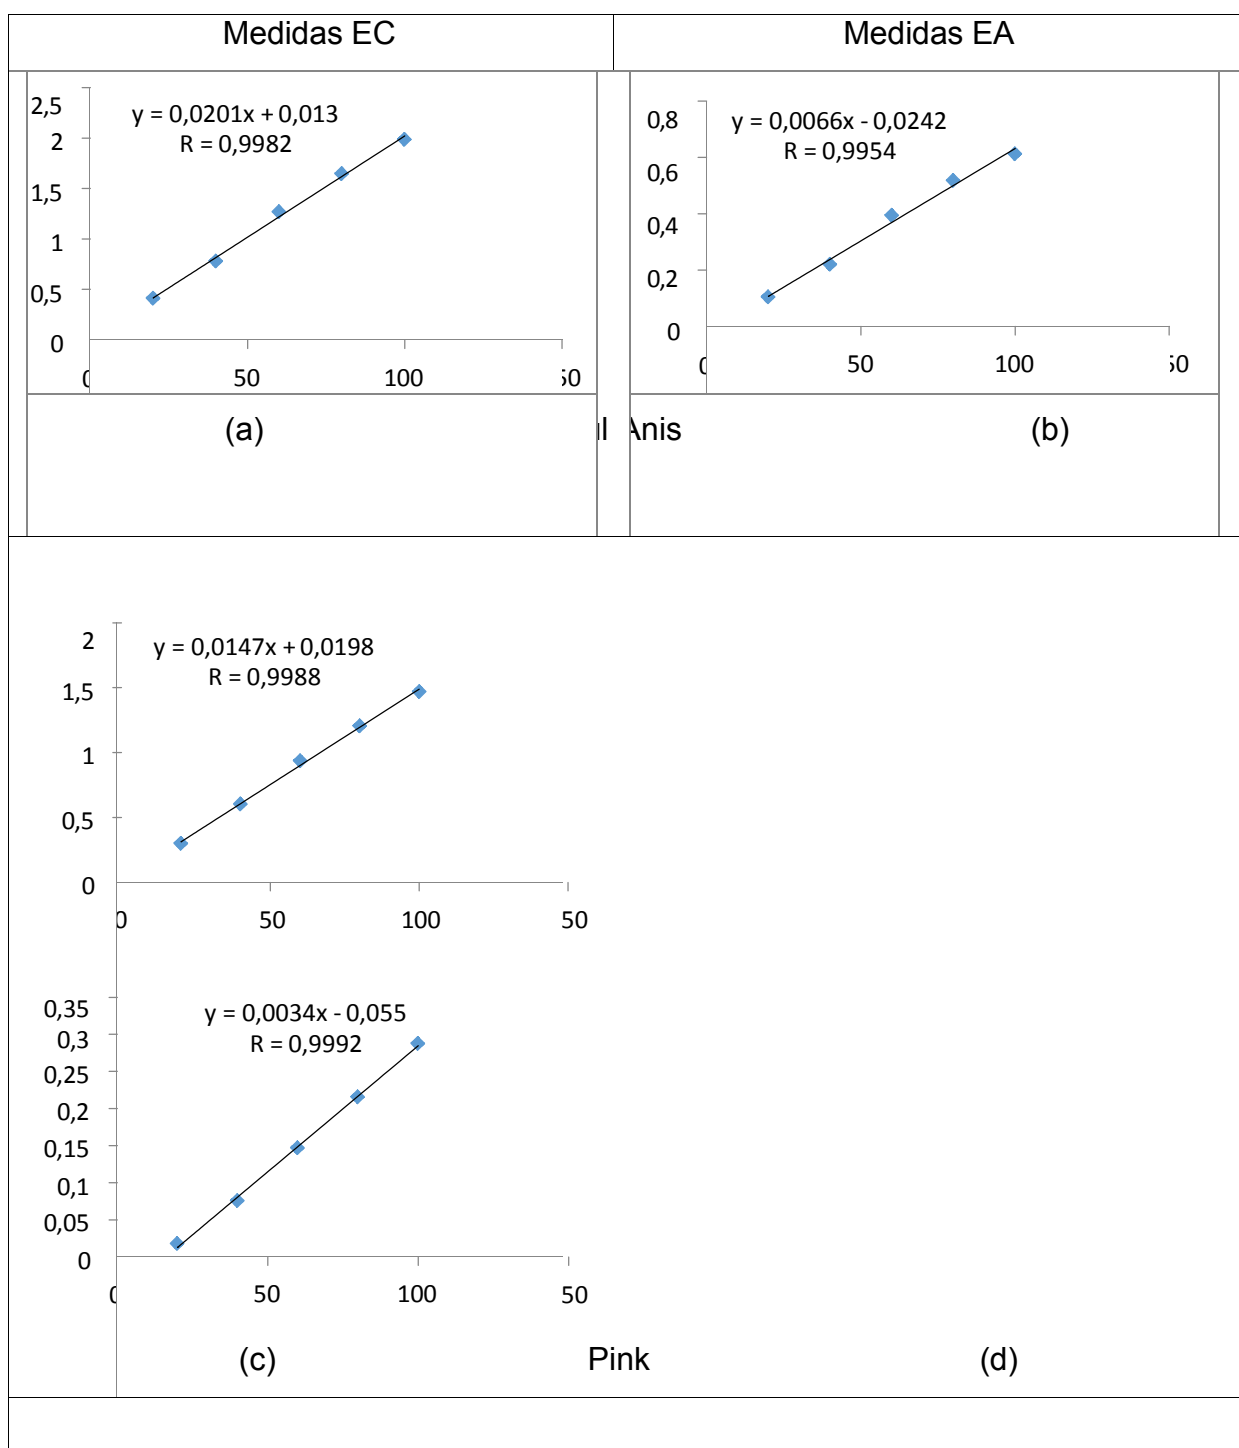 Medidas EC
Medidas EA
y = 0,0201x + 0,013
R = 0,9982
2,5
2
1,5
1
0,5
0
50
100
y = 0,0066x - 0,0242
R = 0,9954
0,8
0,6
0,4
0,2
0
50
100
(a)
Anis
(b)
y = 0,0147x + 0,0198
R = 0,9988
2
1,5
1
0,5
0
0
50
100
50
y = 0,0034x - 0,055
R = 0,9992
0,35
0,3
0,25
0,2
0,15
0,1
0,05
0
50
100
50
(c)
Pink
(d)